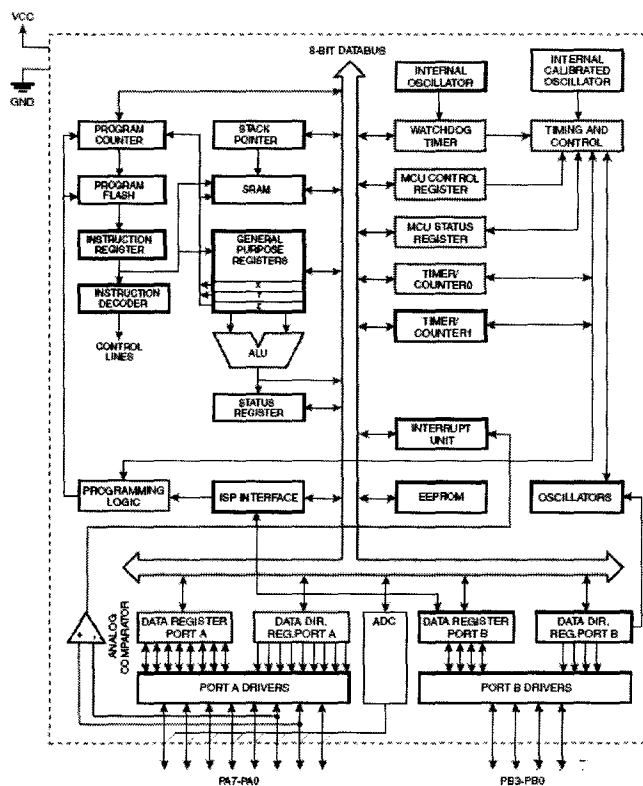 VCC
GND
8-BIT DATABUS
INTERNAL
OSCILLATOR
INTERNAL
CALIBRATED
OSCILLATOR
PROGRAM
COUNTER
STACK
POINTER
WATCHDOG
TIMER
TIMING AND
CONTROL
PROGRAM
FLASH
SRAM
MCU CONTROL
REGISTER
INSTRUCTION
REGISTER
GENERAL
PURPOSE
REGISTERS
X
Y
Z
MCU STATUS
REGISTER
INSTRUCTION
DECODER
TIMER/
COUNTER0
CONTROL
LINES
ALU
TIMER/
COUNTER1
STATUS
REGISTER
INTERRUPT
UNIT
PROGRAMMING
LOGIC
ISP INTERFACE
EEPROM
OSCILLATORS
ANALOG
COMPARATOR
+
-
DATA REGISTER
PORT A
DATA DIR.
REG.PORT A
ADC
DATA REGISTER
PORT B
DATA DIR.
REG.PORT B
PORT A DRIVERS
PORT B DRIVERS
PA7-PA0
PB3-PB0